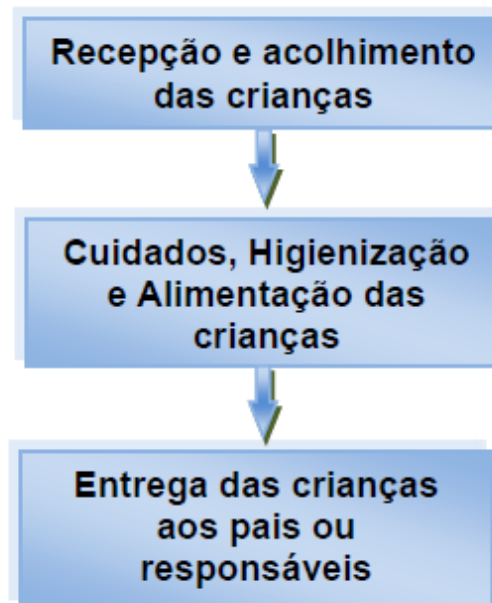 Recepção e acolhimento
das crianças
Cuidados, Higienização
e Alimentação das
crianças
Entrega das crianças
aos pais ou
responsáveis